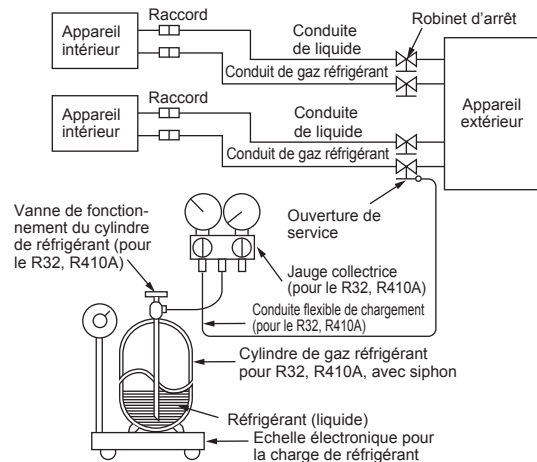 Appareil
intérieur
Raccord
Conduite
de liquide
Robinet d'arrêt
Conduit de gaz réfrigérant
Appareil
extérieur
Appareil
intérieur
Raccord
Conduite
de liquide
Conduit de gaz réfrigérant
Vanne de fonction-
nement du cylindre
de réfrigérant (pour
le R32, R410A)
Ouverture de
service
Jauge collectrice
(pour le R32, R410A)
Conduite flexible de chargement
(pour le R32, R410A)
Cylindre de gaz réfrigérant
pour R32, R410A, avec siphon
Réfrigérant (liquide)
Echelle électronique pour
la charge de réfrigérant